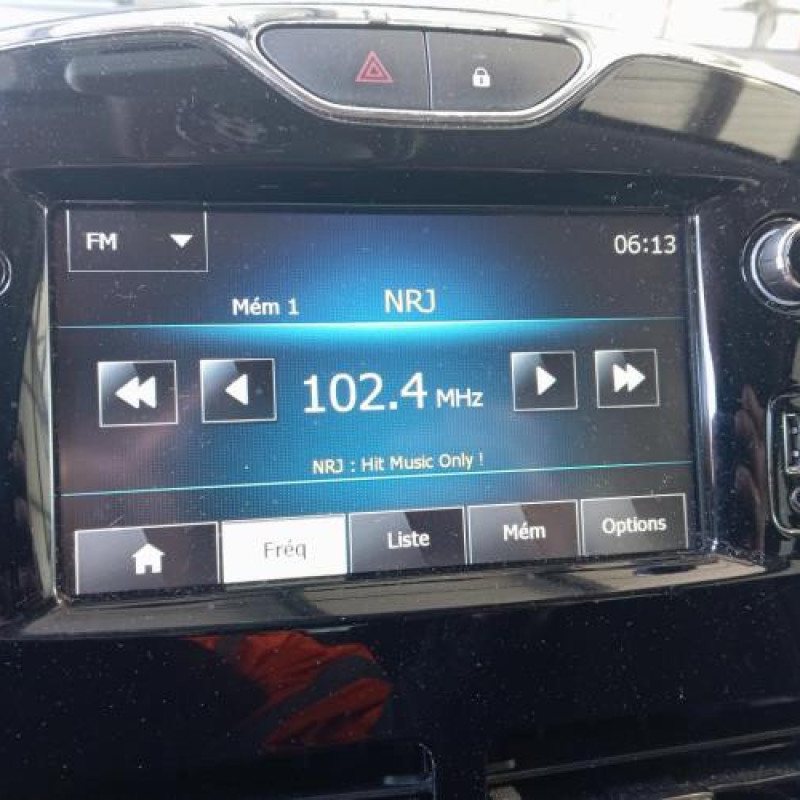 FM
06:13
Mém 1 NRJ
102.4 MHz
NRJ : Hit Music Only !
Fréq Liste Mém Options